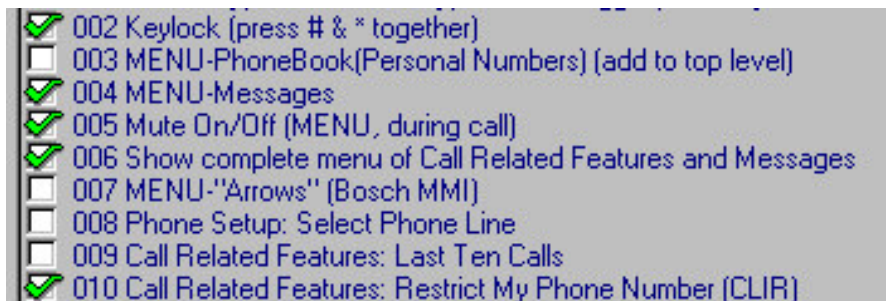 002 Keylock (press # & * together)
003 MENU-PhoneBook(Personal Numbers) (add to top level)
004 MENU-Messages
005 Mute On/Off (MENU, during call)
006 Show complete menu of Call Related Features and Messages
007 MENU-"Arrows" (Bosch MMI)
008 Phone Setup: Select Phone Line
009 Call Related Features: Last Ten Calls
010 Call Related Features: Restrict My Phone Number (CLIR)